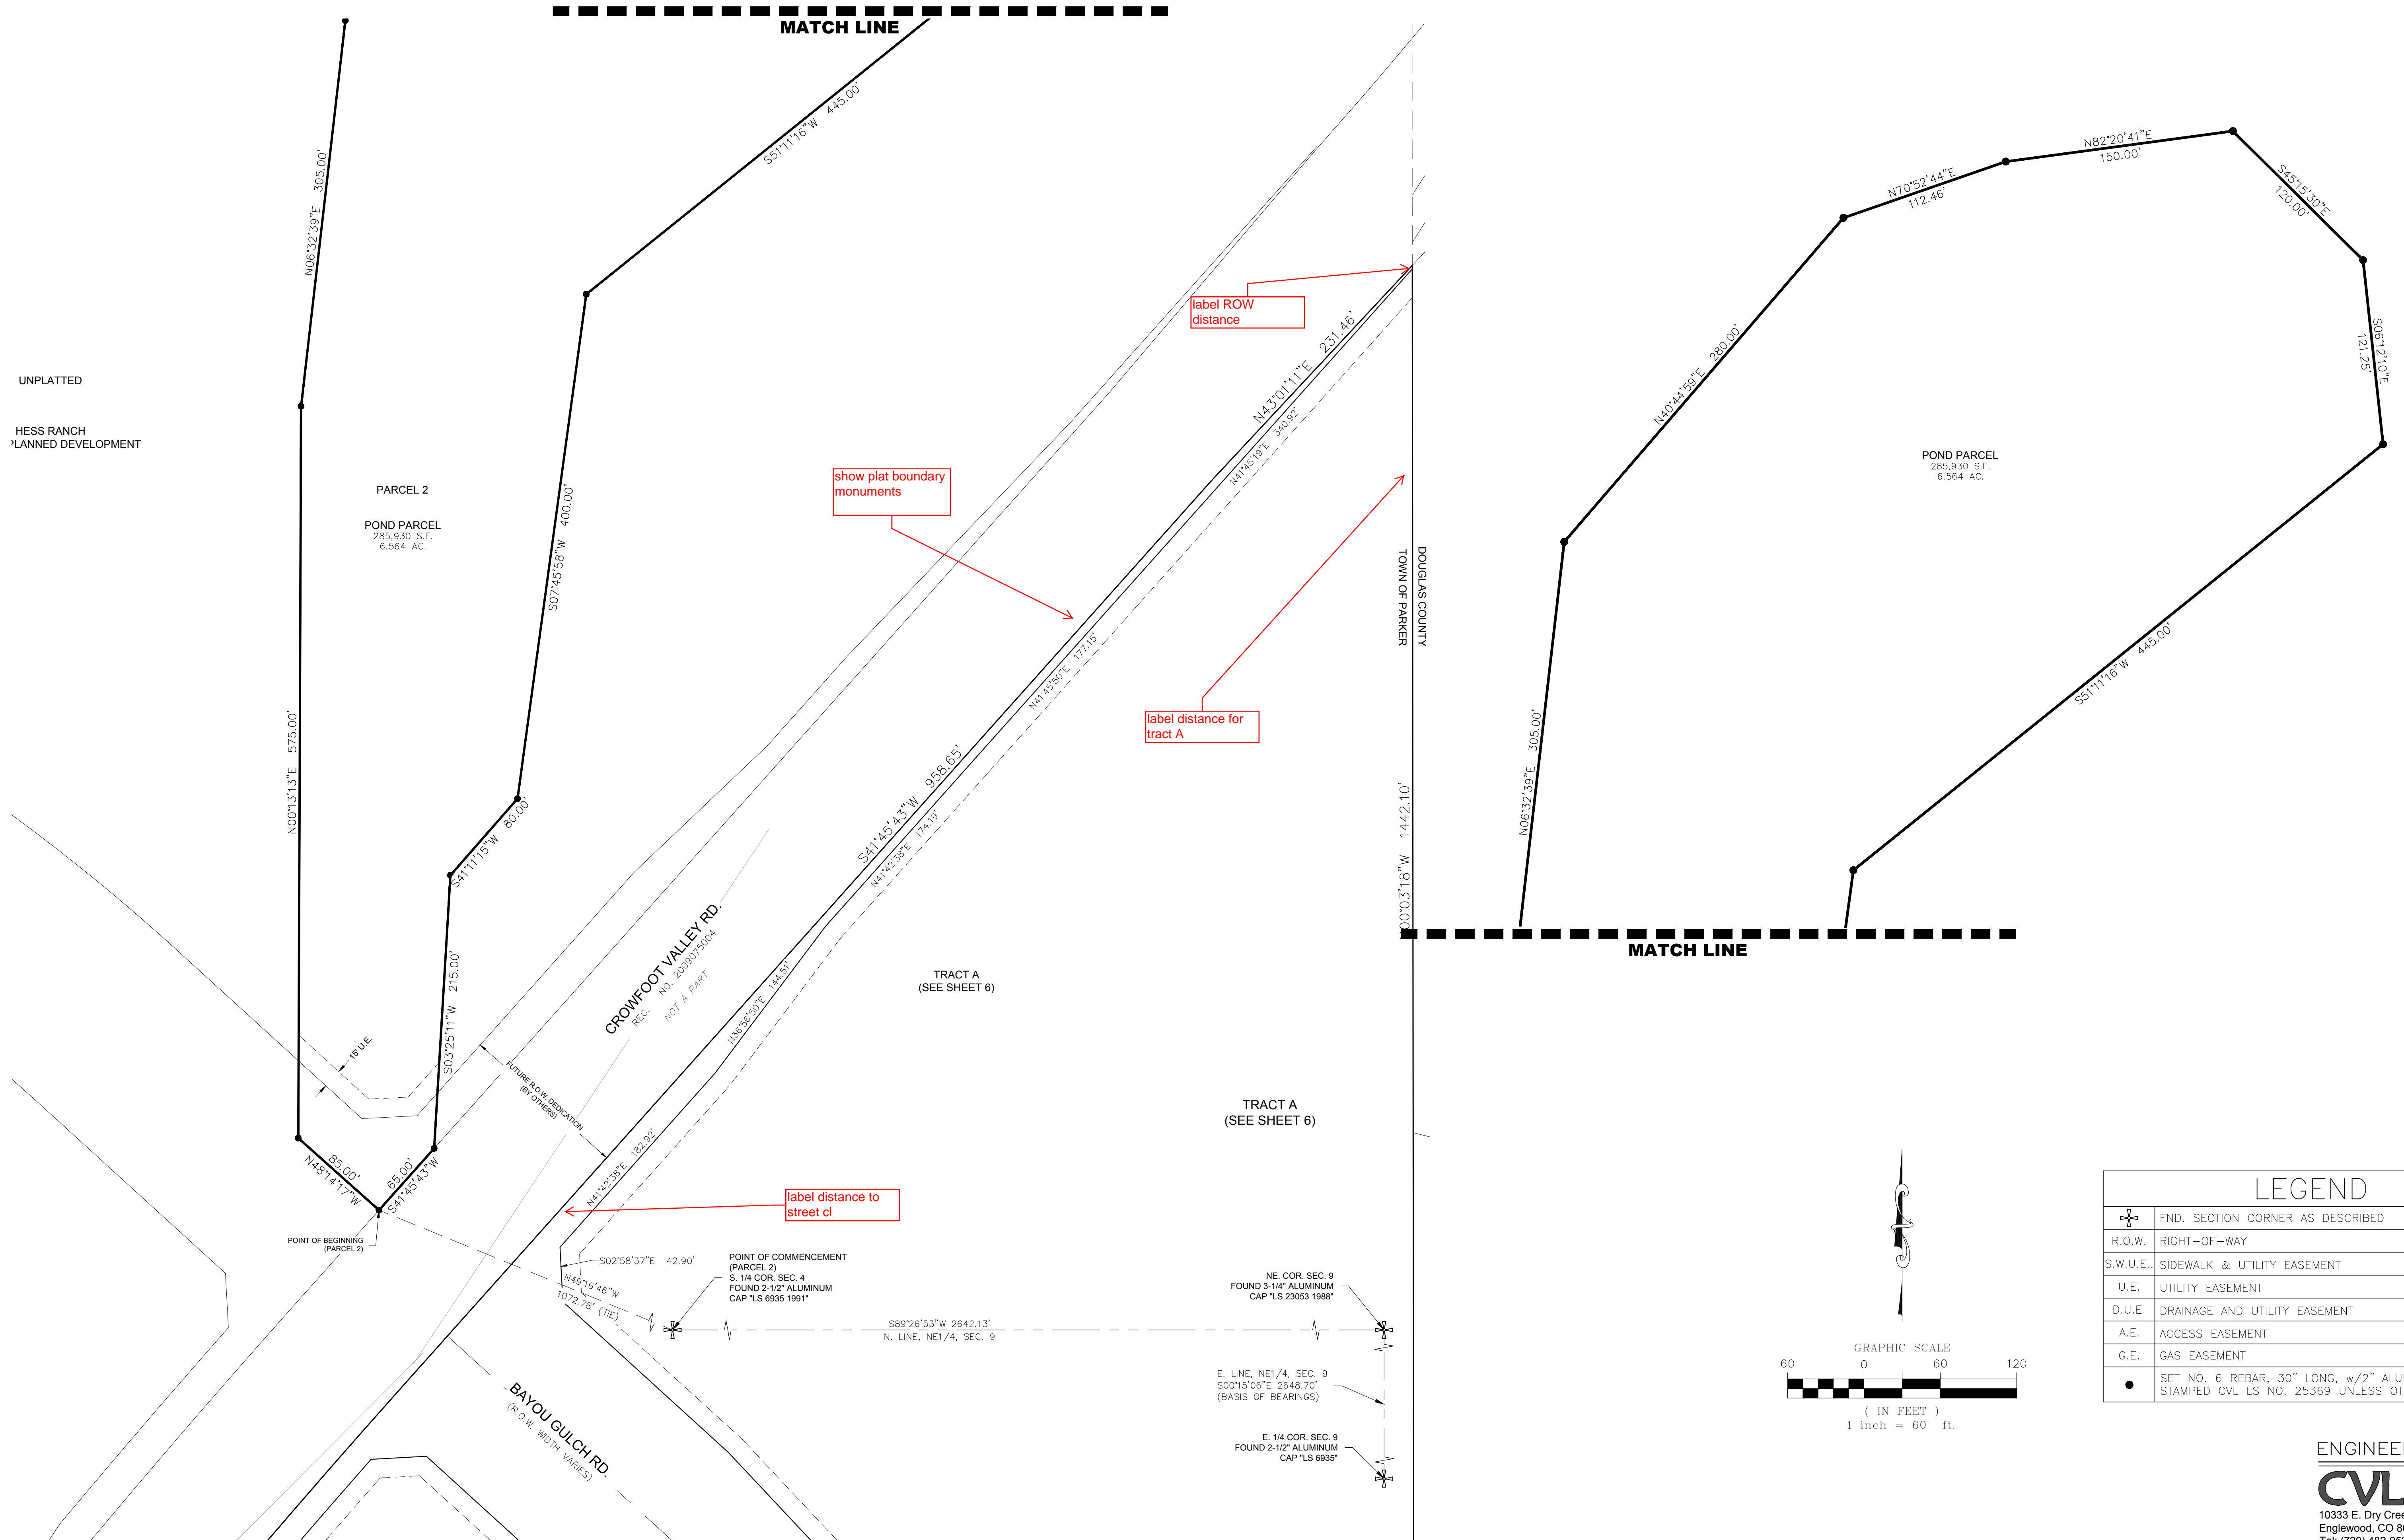 MATCH LINE
N06°32'39"E 305.00'
S51°11'16"W 445.00'
UNPLATTED
HESS RANCH
PLANNED DEVELOPMENT
PARCEL 2
POND PARCEL
285,930 S.F.
6.564 AC.
S07°45'58"W 400.00'
N00°13'13"E 575.00'
S41°11'15"W 80.00'
S03°25'11"W 215.00'
15' U.E.
85.00'
N48°14'17"W
65.00'
S41°45'43"W
POINT OF BEGINNING
(PARCEL 2)
label ROW
distance
show plat boundary
monuments
label distance for
tract A
label distance to
street cl
N43°01'11"E 231.46'
N41°45'19"E 340.92'
N41°45'50"E 177.15'
S41°45'43"W 958.65'
N41°42'38"E 174.19'
N36°56'50"E 144.51'
N41°42'38"E 182.92'
CROWFOOT VALLEY RD.
REC. NO. 2009075004
NOT A PART
FUTURE R.O.W. DEDICATION
(BY OTHERS)
DOUGLAS COUNTY
TOWN OF PARKER
00°03'18"W 1442.10'
TRACT A
(SEE SHEET 6)
TRACT A
(SEE SHEET 6)
S02°58'37"E 42.90'
N49°16'46"W
1072.78' (TIE)
POINT OF COMMENCEMENT
(PARCEL 2)
S. 1/4 COR. SEC. 4
FOUND 2-1/2" ALUMINUM
CAP "LS 6935 1991"
NE. COR. SEC. 9
FOUND 3-1/4" ALUMINUM
CAP "LS 23053 1988"
S89°26'53"W 2642.13'
N. LINE, NE1/4, SEC. 9
E. LINE, NE1/4, SEC. 9
S00°15'06"E 2648.70'
(BASIS OF BEARINGS)
E. 1/4 COR. SEC. 9
FOUND 2-1/2" ALUMINUM
CAP "LS 6935"
BAYOU GULCH RD.
(R.O.W. WIDTH VARIES)
N82°20'41"E
150.00'
N70°52'44"E
112.46'
S45°15'30"E
120.00'
S06°12'10"E
121.25'
N40°44'59"E 280.00'
POND PARCEL
285,930 S.F.
6.564 AC.
S51°11'16"W 445.00'
N06°32'39"E 305.00'
MATCH LINE
GRAPHIC SCALE
60 0 60 120
( IN FEET )
1 inch = 60 ft.
LEGEND
FND. SECTION CORNER AS DESCRIBED
R.O.W. RIGHT-OF-WAY
S.W.U.E.. SIDEWALK & UTILITY EASEMENT
U.E. UTILITY EASEMENT
D.U.E. DRAINAGE AND UTILITY EASEMENT
A.E. ACCESS EASEMENT
G.E. GAS EASEMENT
SET NO. 6 REBAR, 30" LONG, w/2" ALU
STAMPED CVL LS NO. 25369 UNLESS OT
ENGINEE
CVL
10333 E. Dry Cree
Englewood, CO 8